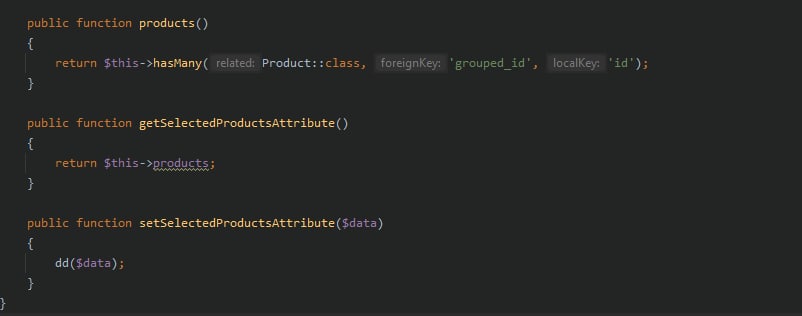 public function products()
{
return $this->hasMany( related: Product::class, foreignKey: 'grouped_id', localKey: 'id');
}
public function getSelectedProductsAttribute()
{
return $this->products;
}
public function setSelectedProductsAttribute($data)
{
dd($data);
}
}